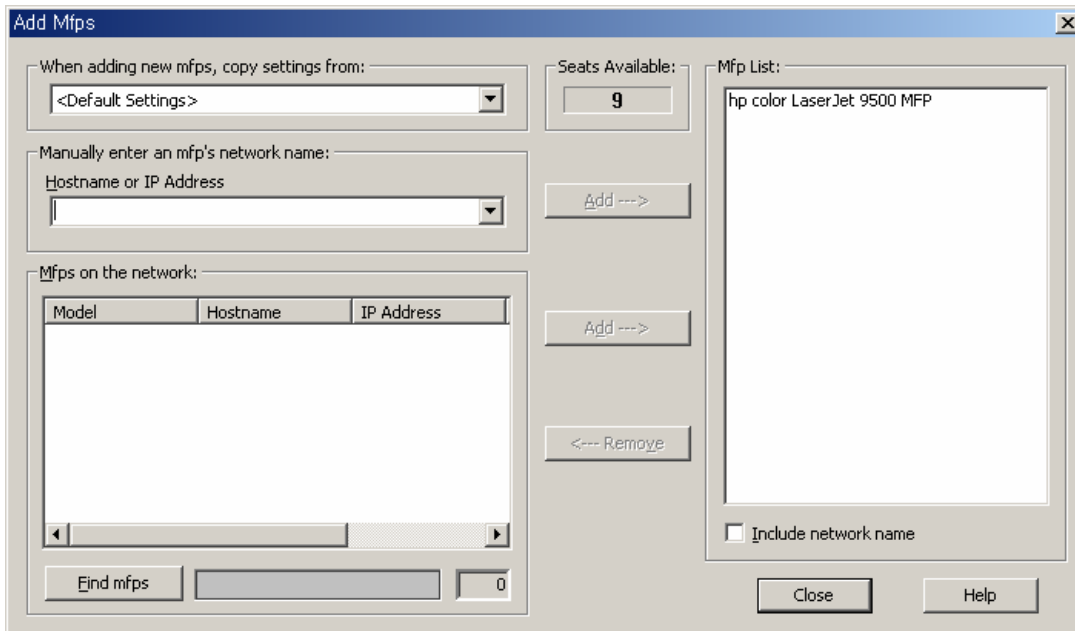 Add Mfps
When adding new mfps, copy settings from:
<Default Settings>
Manually enter an mfp's network name:
Hostname or IP Address
Mfps on the network:
Model Hostname IP Address
Find mfps 0
Seats Available:
9
Add --->
Add --->
<--- Remove
Mfp List:
hp color LaserJet 9500 MFP
Include network name
Close Help